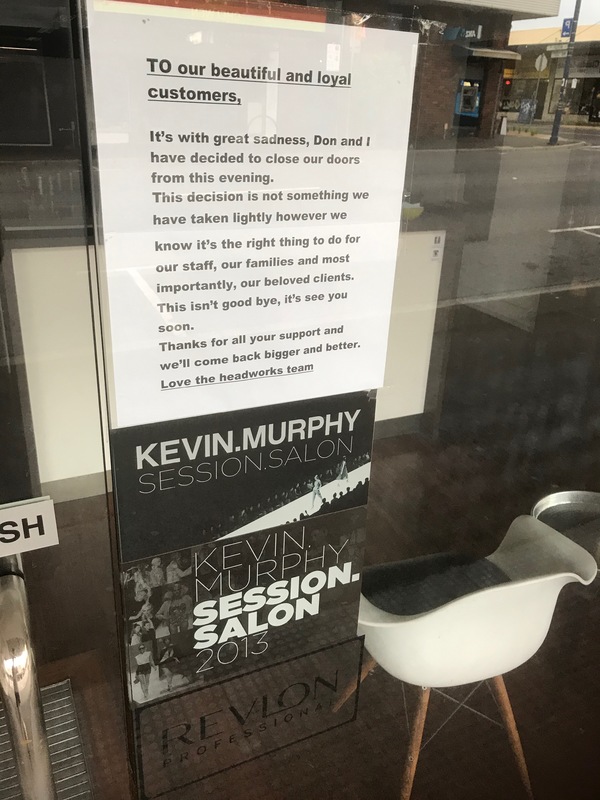 TO our beautiful and loyal
customers,
It's with great sadness, Don and I
have decided to close our doors
from this evening.
This decision is not something we
have taken lightly however we
know it's the right thing to do for
our staff, our families and most
importantly, our beloved clients.
This isn't good bye, it's see you
soon.
Thanks for all your support and
we'll come back bigger and better.
Love the headworks team
KEVIN.MURPHY
SESSION.SALON
SH
KEVIN.
MURPHY
SESSION.
SALON
2013
REVLON
PROFESSIONAL